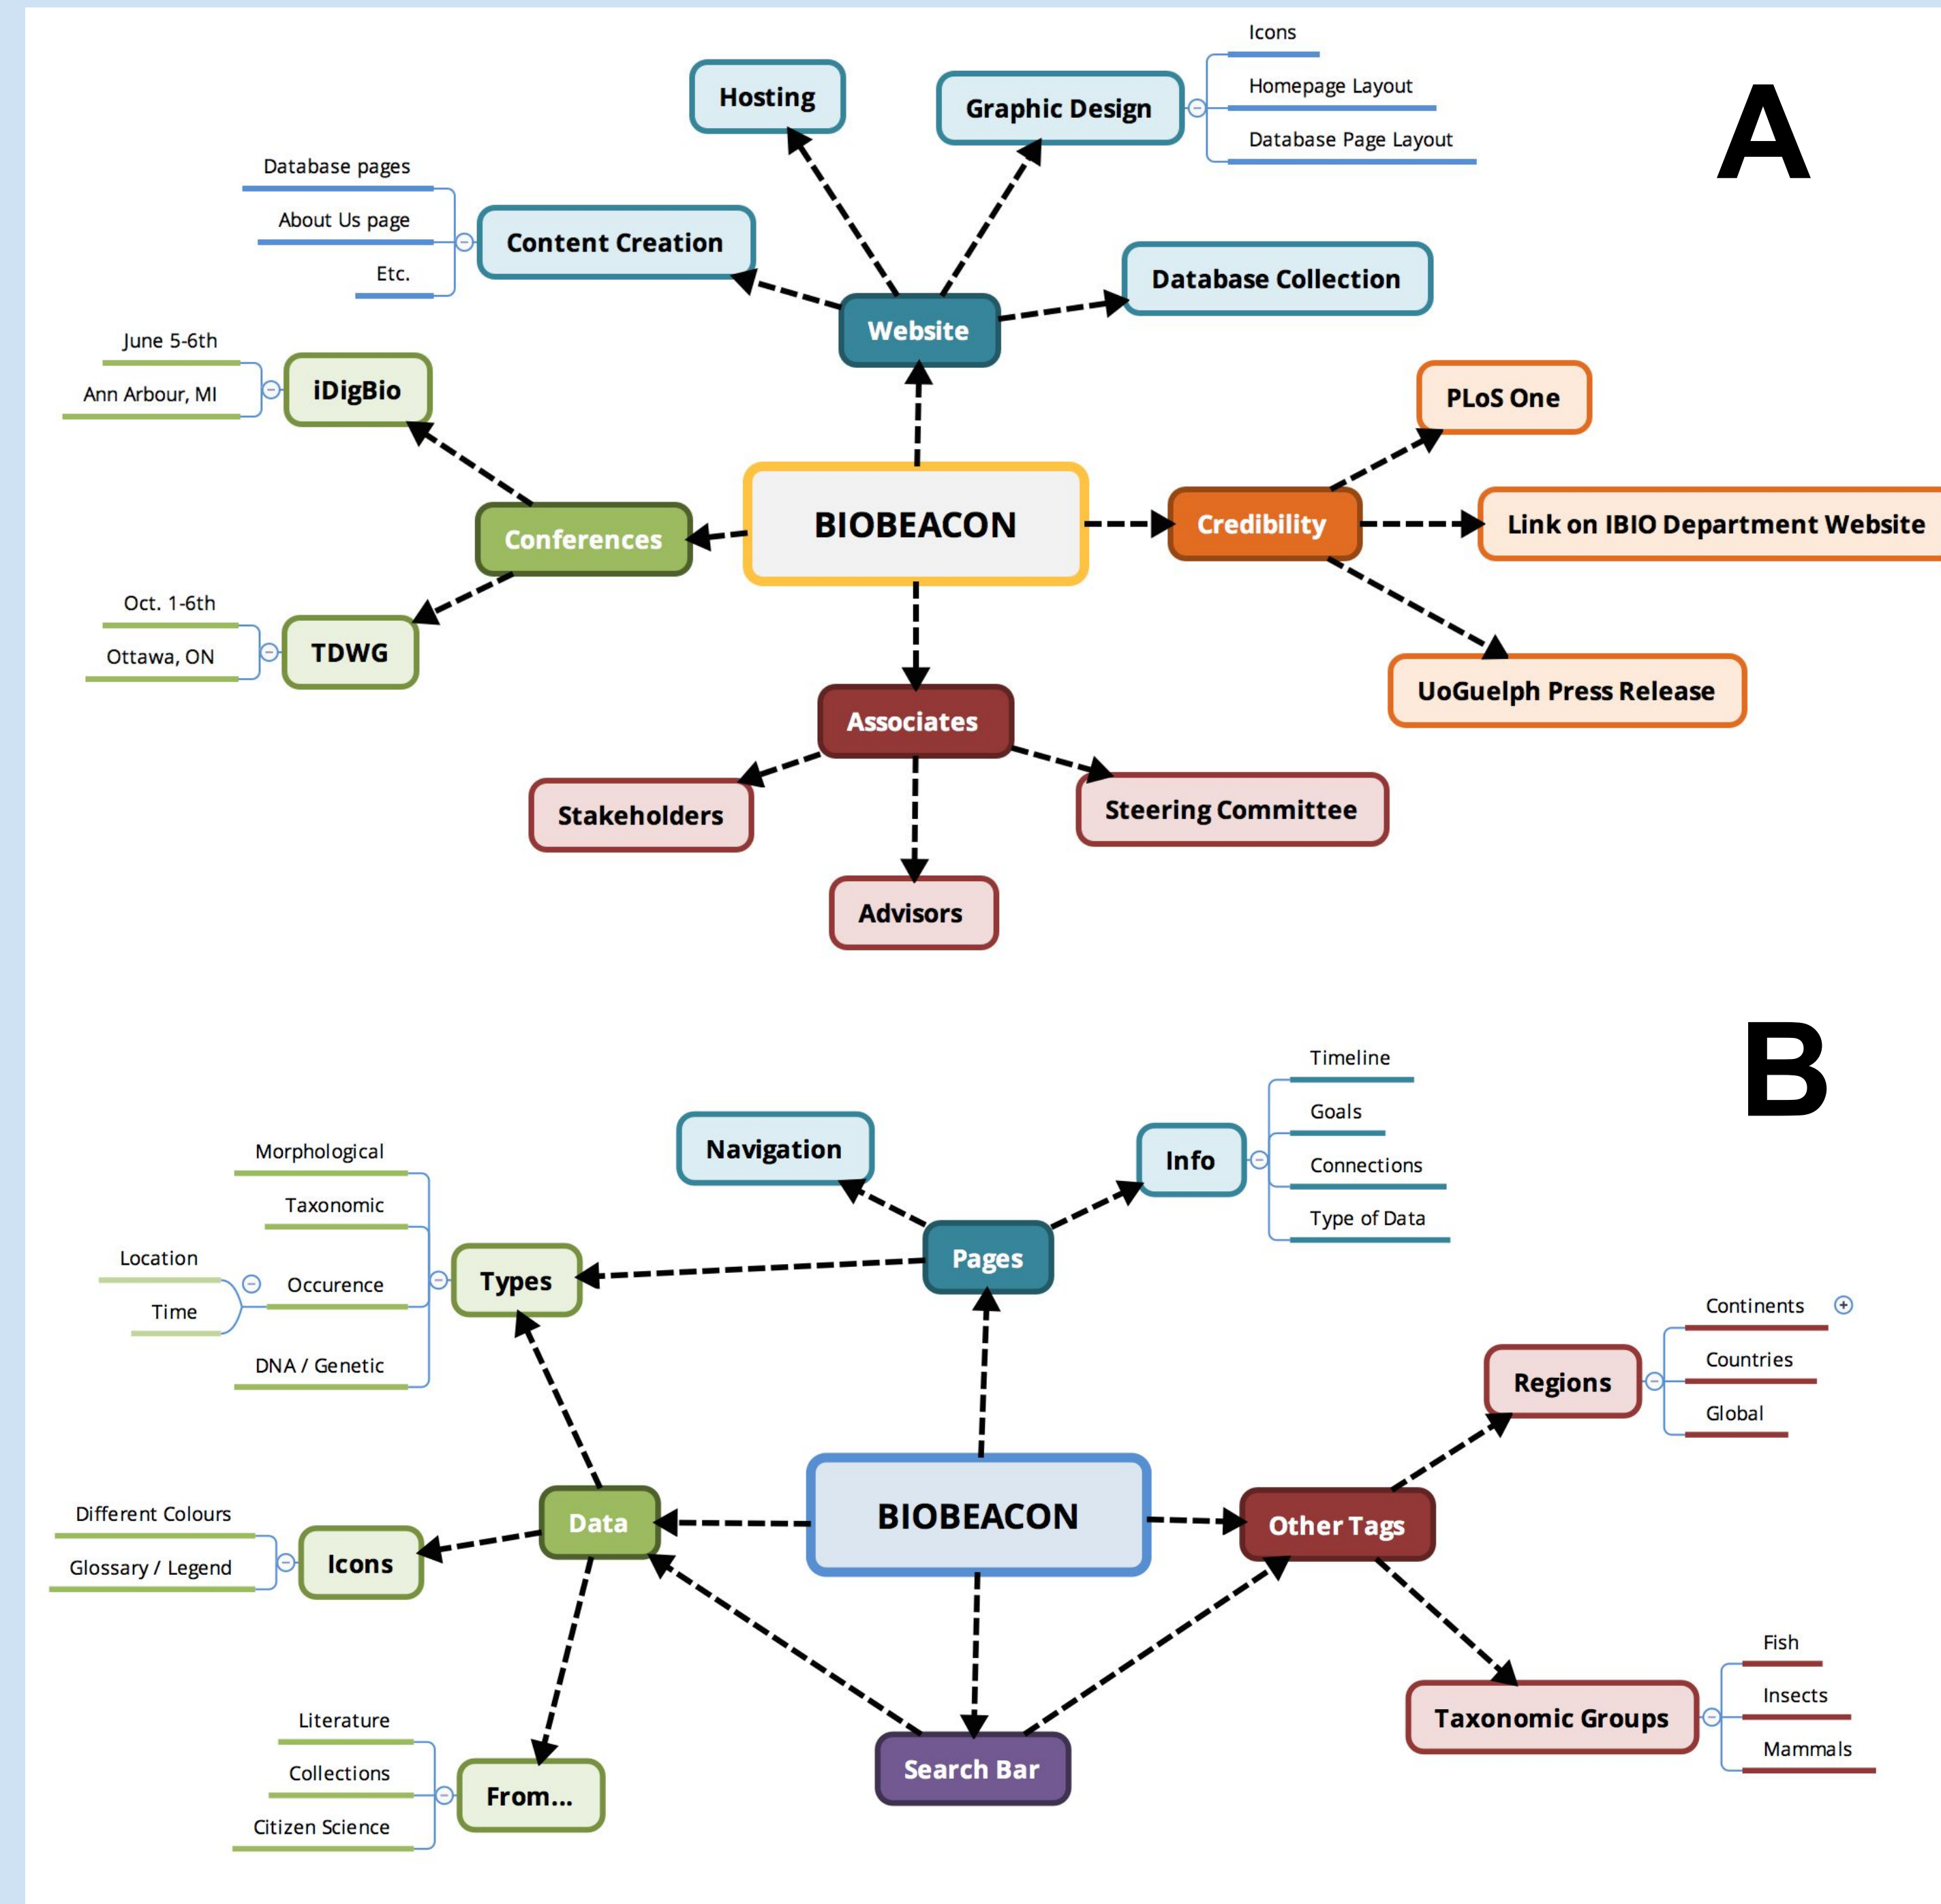 A
Icons
Homepage Layout
Database Page Layout
Hosting
Graphic Design
Database pages
About Us page
Etc.
Content Creation
Database Collection
Website
June 5-6th
Ann Arbour, MI
iDigBio
PLoS One
BIOBEACON
Credibility
Link on IBIO Department Website
Conferences
Oct. 1-6th
Ottawa, ON
TDWG
UoGuelph Press Release
Associates
Stakeholders
Steering Committee
Advisors
B
Timeline
Goals
Connections
Type of Data
Navigation
Info
Morphological
Taxonomic
Location
Time
Occurence
DNA / Genetic
Types
Pages
Continents
Countries
Global
Regions
Different Colours
Glossary / Legend
Icons
Data
BIOBEACON
Other Tags
Fish
Insects
Mammals
Taxonomic Groups
Literature
Collections
Citizen Science
From...
Search Bar